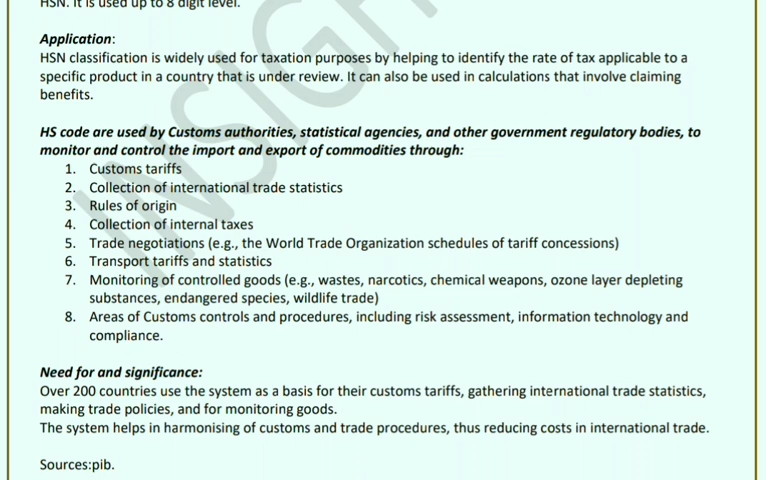 HSN. It is used up to 8 digit level.
Application:
HSN classification is widely used for taxation purposes by helping to identify the rate of tax applicable to a
specific product in a country that is under review. It can also be used in calculations that involve claiming
benefits.
HS code are used by Customs authorities, statistical agencies, and other government regulatory bodies, to
monitor and control the import and export of commodities through:
1. Customs tariffs
2. Collection of international trade statistics
3. Rules of origin
4. Collection of internal taxes
5. Trade negotiations (e.g., the World Trade Organization schedules of tariff concessions)
6. Transport tariffs and statistics
7. Monitoring of controlled goods (e.g., wastes, narcotics, chemical weapons, ozone layer depleting
substances, endangered species, wildlife trade)
8. Areas of Customs controls and procedures, including risk assessment, information technology and
compliance.
Need for and significance:
Over 200 countries use the system as a basis for their customs tariffs, gathering international trade statistics,
making trade policies, and for monitoring goods.
The system helps in harmonising of customs and trade procedures, thus reducing costs in international trade.
Sources:pib.
INSIGH